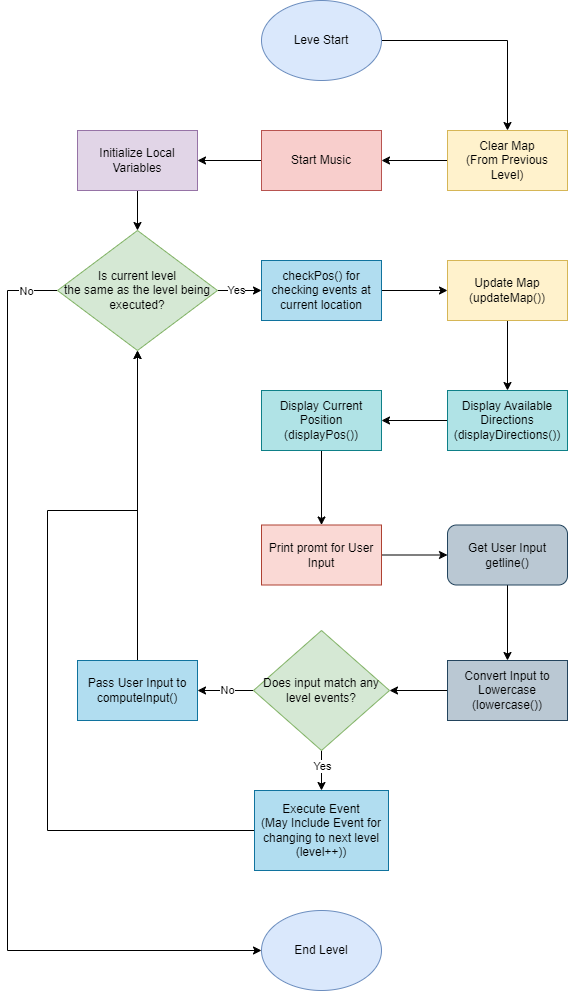 Leve Start
Clear Map
(From Previous
Level)
Start Music
Initialize Local
Variables
Is current level
the same as the level being
executed?
No
Yes
checkPos() for
checking events at
current location
Update Map
(updateMap())
Display Available
Directions
(displayDirections())
Display Current
Position
(displayPos())
Print promt for User
Input
Get User Input
getline()
Convert Input to
Lowercase
(lowercase())
Does input match any
level events?
No
Pass User Input to
computeInput()
Yes
Execute Event
(May Include Event for
changing to next level
(level++))
End Level